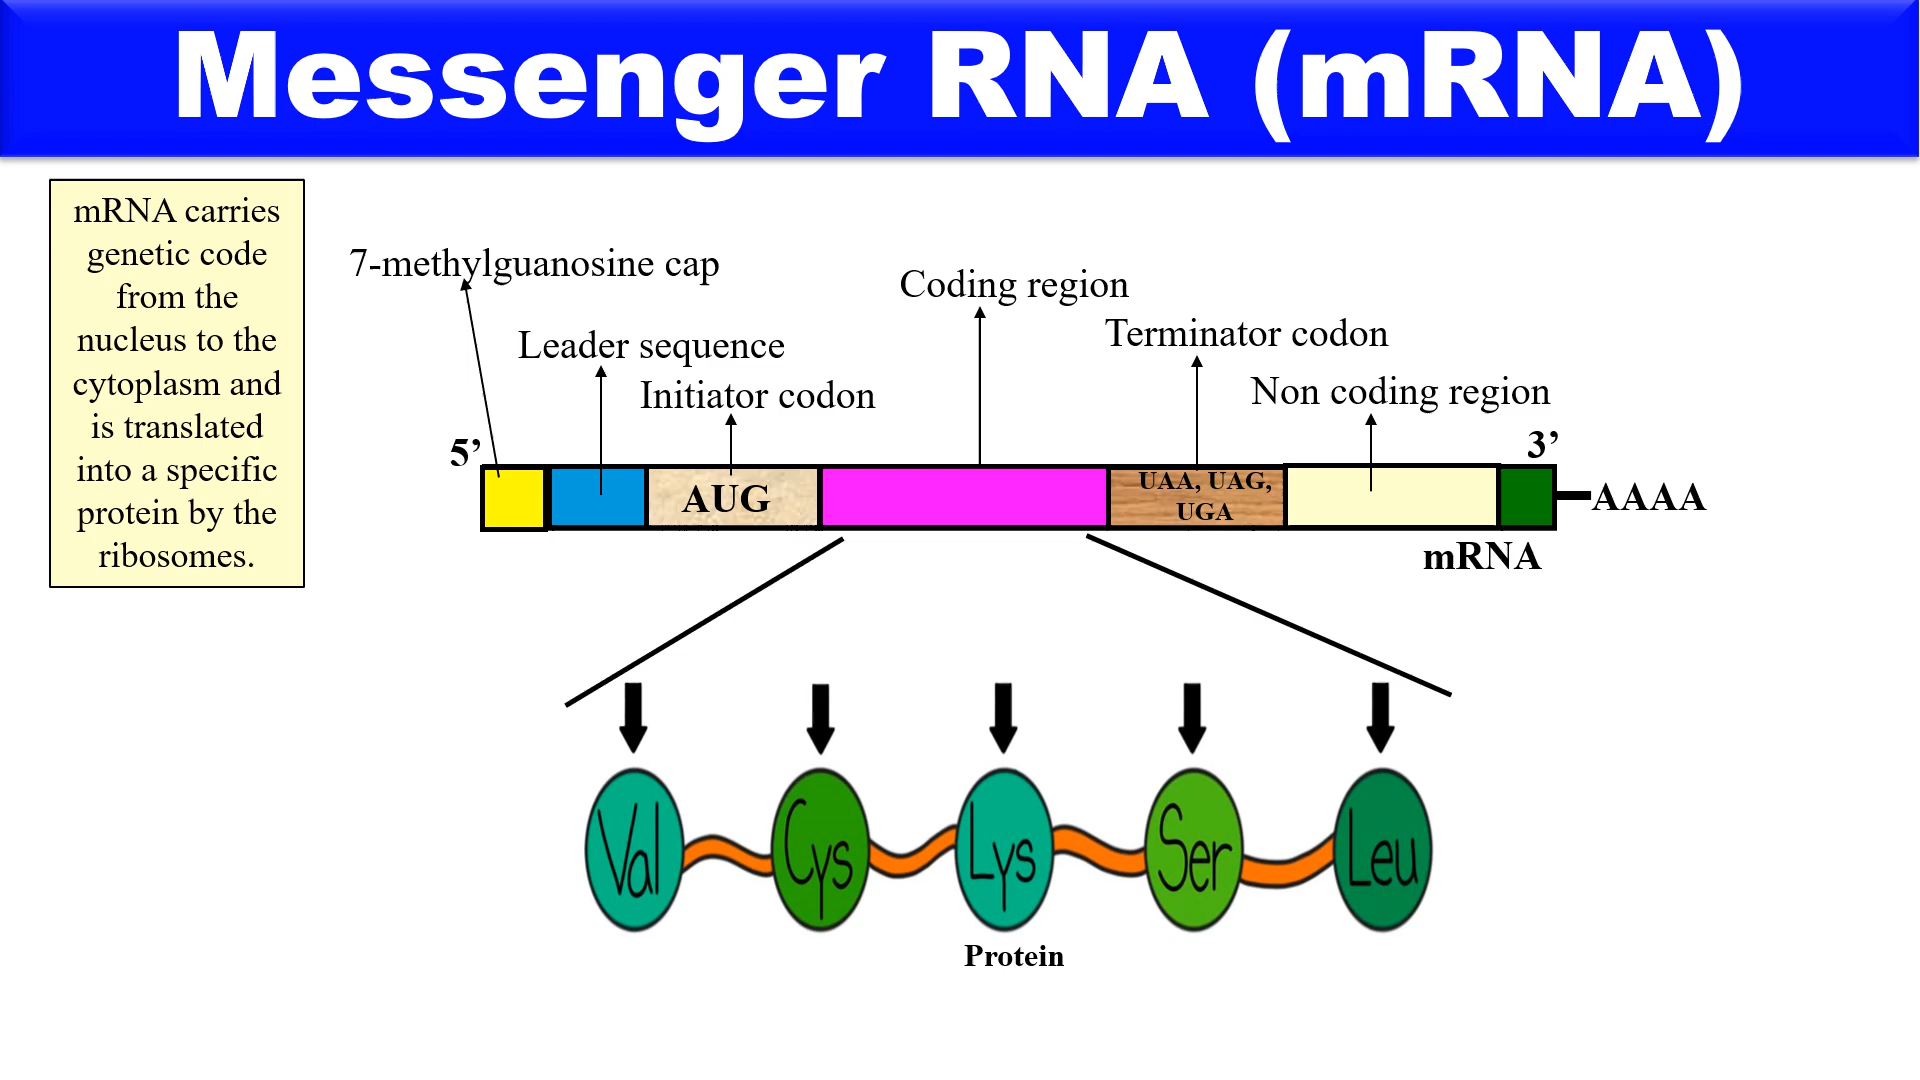 Messenger RNA (mRNA)
mRNA carries
genetic code
from the
nucleus to the
cytoplasm and
is translated
into a specific
protein by the
ribosomes.
7-methylguanosine cap
Leader sequence
Initiator codon
Coding region
Terminator codon
Non coding region
5’
3’
AUG
UAA, UAG,
UGA
AAAA
mRNA
Val
Cys
Lys
Ser
Leu
Protein